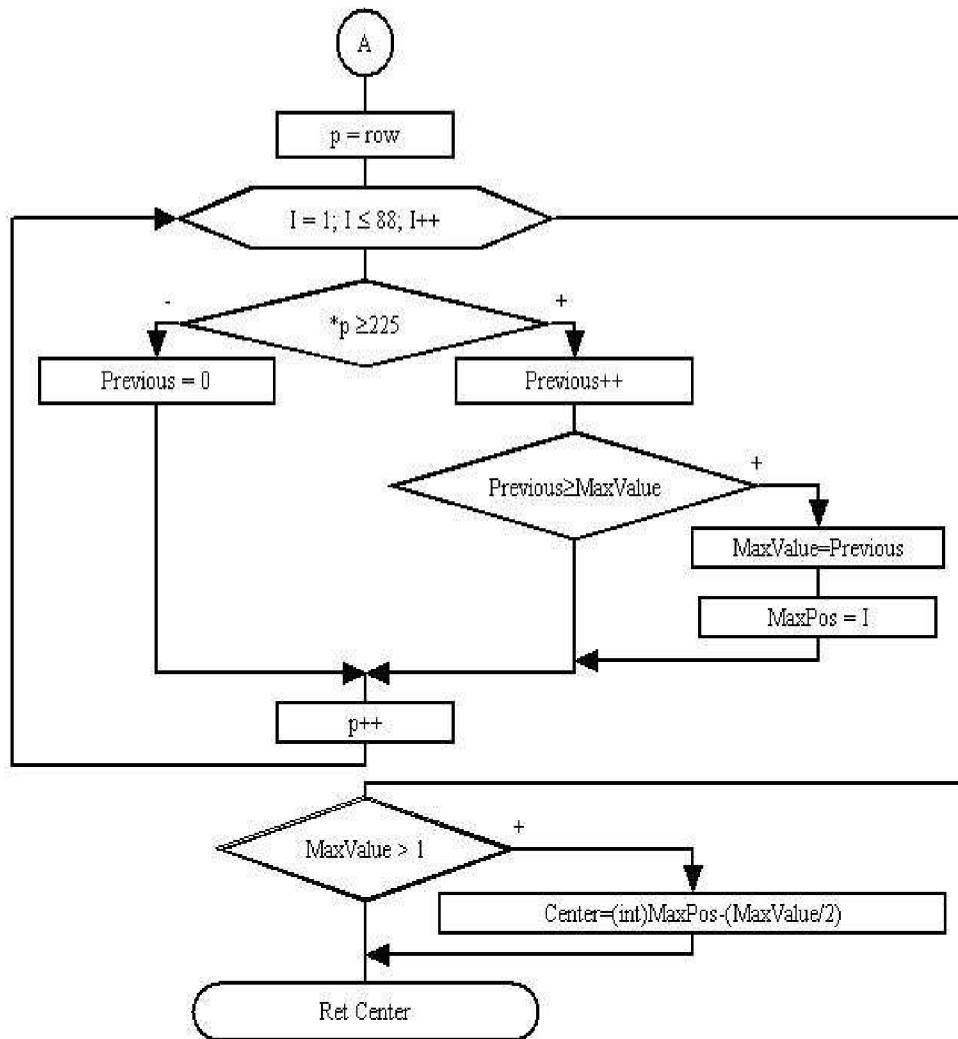 A
p = row
I = 1; I ≤ 88; I++
-
+
*p ≥225
Previous = 0
Previous++
+
Previous≥MaxValue
MaxValue=Previous
MaxPos = I
p++
+
MaxValue > 1
Center=(int)MaxPos-(MaxValue/2)
Ret Center